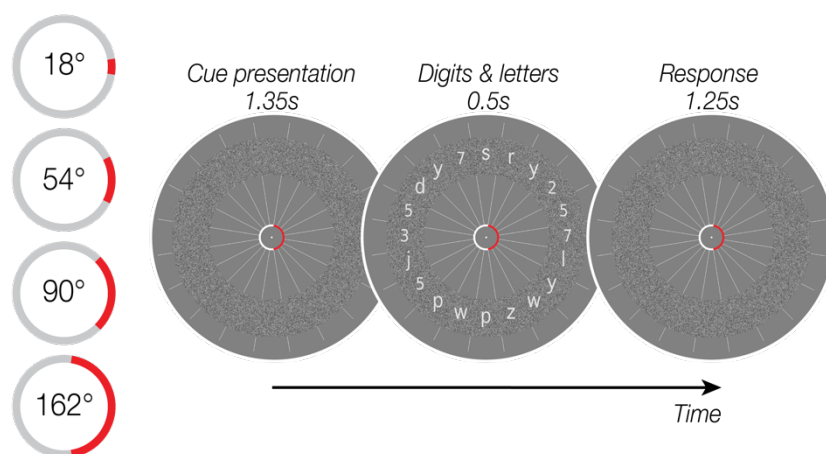 18°
54°
90°
162°
Cue presentation
1.35s
Digits & letters
0.5s
Response
1.25s
s
r
y
2
5
7
l
y
w
z
p
w
p
5
j
3
5
d
y
7
Time